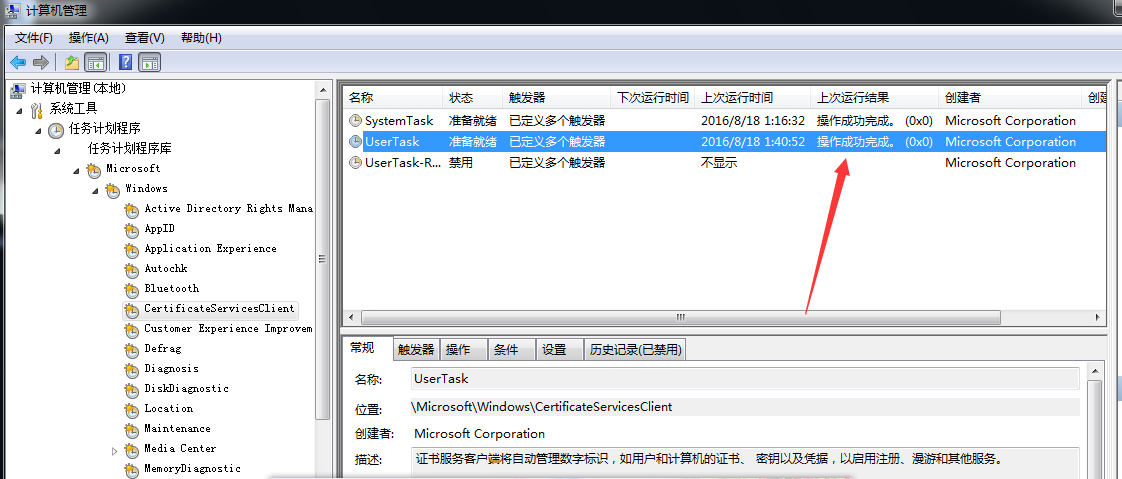 计算机管理
文件(F) 操作(A) 查看(V) 帮助(H)
计算机管理(本地)
系统工具
任务计划程序
任务计划程序库
Microsoft
Windows
Active Directory Rights Mana
AppID
Application Experience
Autochk
Bluetooth
CertificateServicesClient
Customer Experience Improvem
Defrag
Diagnosis
DiskDiagnostic
Location
Maintenance
Media Center
MemoryDiagnostic
名称 状态 触发器 下次运行时间 上次运行时间 上次运行结果 创建者 创建
SystemTask 准备就绪 已定义多个触发器 2016/8/18 1:16:32 操作成功完成。 (0x0) Microsoft Corporation
UserTask 准备就绪 已定义多个触发器 2016/8/18 1:40:52 操作成功完成。 (0x0) Microsoft Corporation
UserTask-R... 禁用 已定义多个触发器 不显示 Microsoft Corporation
常规 触发器 操作 条件 设置 历史记录(已禁用)
名称: UserTask
位置: \Microsoft\Windows\CertificateServicesClient
创建者: Microsoft Corporation
描述: 证书服务客户端将自动管理数字标识，如用户和计算机的证书、 密钥以及凭据，以启用注册、漫游和其他服务。